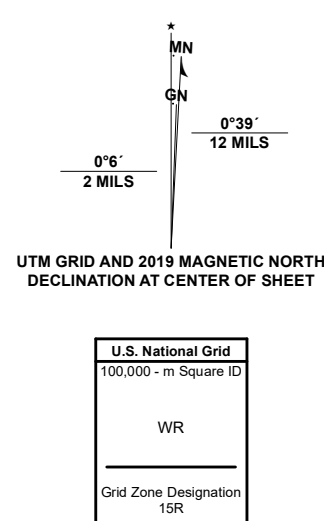 ★
MN
GN
0°39´
12 MILS
0°6´
2 MILS
UTM GRID AND 2019 MAGNETIC NORTH
DECLINATION AT CENTER OF SHEET
U.S. National Grid
100,000 - m Square ID
WR
Grid Zone Designation
15R